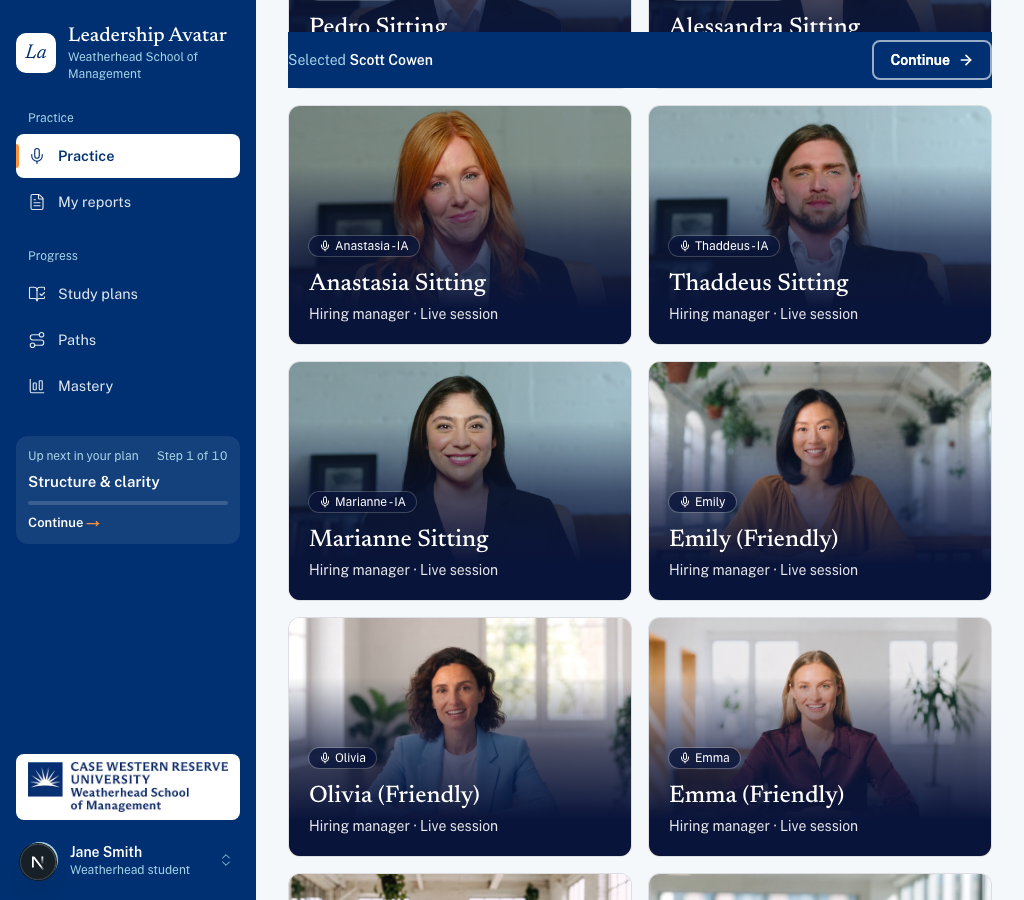 La
Leadership Avatar
Weatherhead School of
Management
Practice
Practice
My reports
Progress
Study plans
Paths
Mastery
Up next in your plan
Step 1 of 10
Structure & clarity
Continue →
CASE WESTERN RESERVE
UNIVERSITY
Weatherhead School
of Management
N
Jane Smith
Weatherhead student
Pedro Sitting
Alessandra Sitting
Selected Scott Cowen
Continue →
Anastasia - IA
Anastasia Sitting
Hiring manager · Live session
Thaddeus - IA
Thaddeus Sitting
Hiring manager · Live session
Marianne - IA
Marianne Sitting
Hiring manager · Live session
Emily
Emily (Friendly)
Hiring manager · Live session
Olivia
Olivia (Friendly)
Hiring manager · Live session
Emma
Emma (Friendly)
Hiring manager · Live session